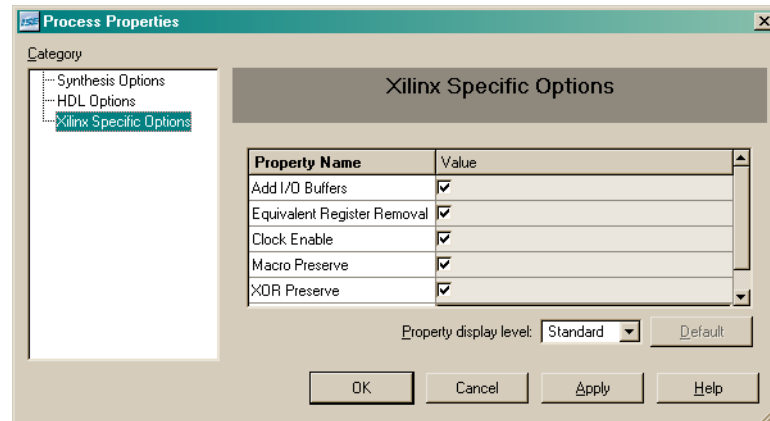 ISE Process Properties
Category
Synthesis Options
HDL Options
Xilinx Specific Options
Xilinx Specific Options
Property Name Value
Add I/O Buffers
Equivalent Register Removal
Clock Enable
Macro Preserve
XOR Preserve
Property display level: Standard Default
OK Cancel Apply Help